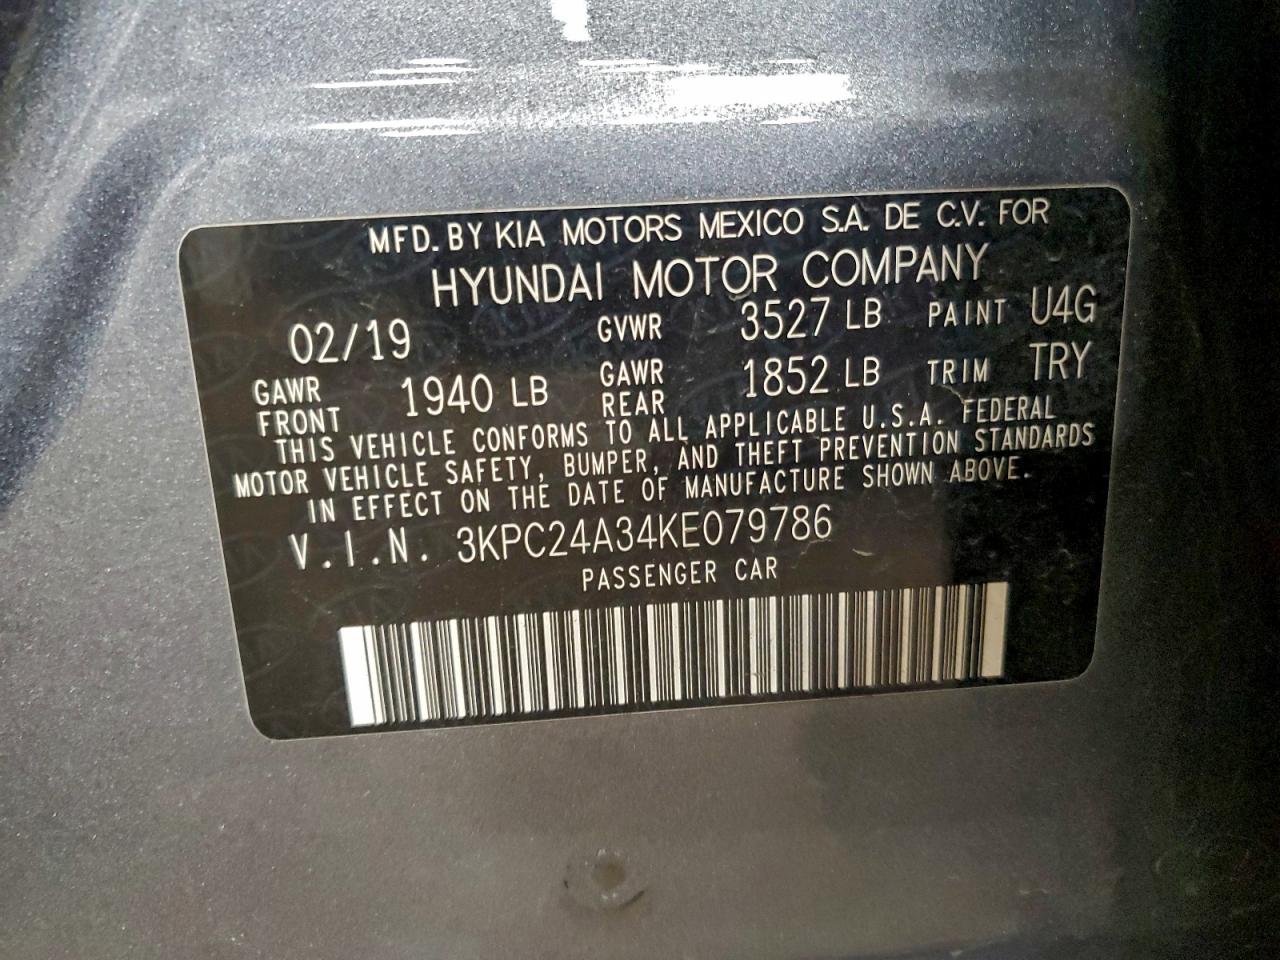 MFD. BY KIA MOTORS MEXICO S.A. DE C.V. FOR
HYUNDAI MOTOR COMPANY
02/19 GVWR 3527 LB PAINT U4G
GAWR FRONT 1940 LB GAWR REAR 1852 LB TRIM TRY
THIS VEHICLE CONFORMS TO ALL APPLICABLE U.S.A. FEDERAL
MOTOR VEHICLE SAFETY, BUMPER, AND THEFT PREVENTION STANDARDS
IN EFFECT ON THE DATE OF MANUFACTURE SHOWN ABOVE.
V.I.N. 3KPC24A34KE079786
PASSENGER CAR